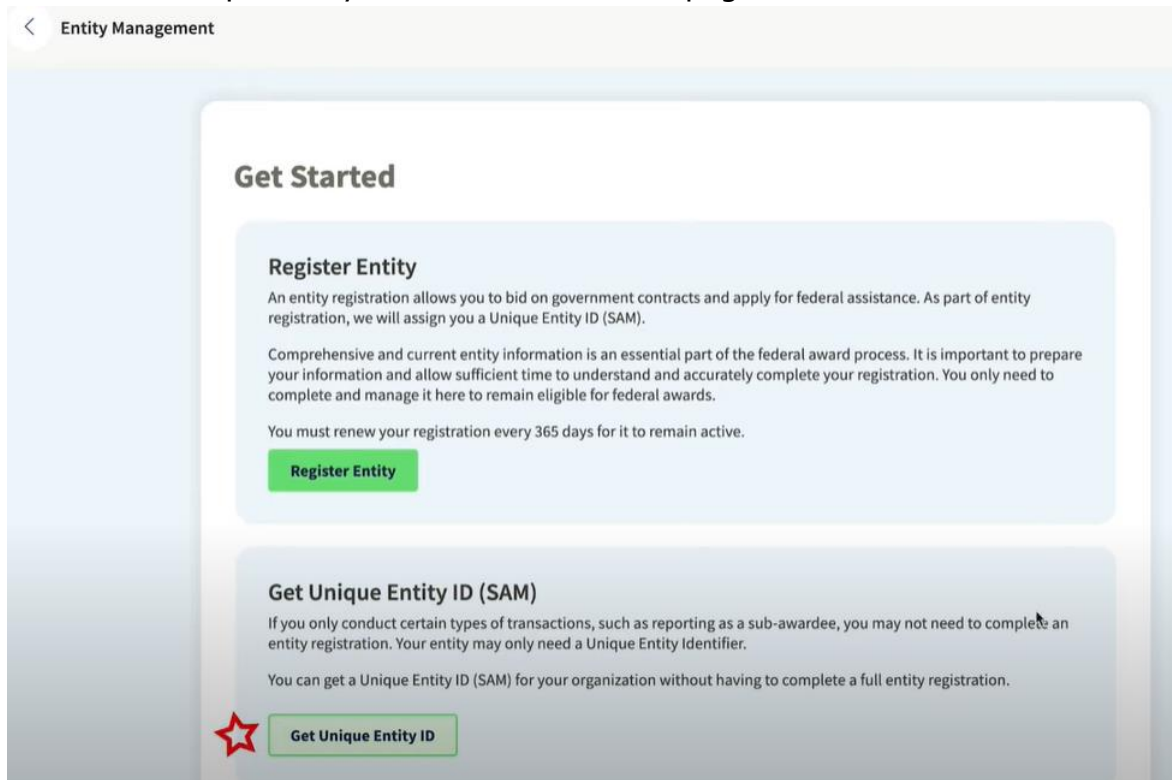 Entity Management
Get Started
Register Entity
An entity registration allows you to bid on government contracts and apply for federal assistance. As part of entity
registration, we will assign you a Unique Entity ID (SAM).
Comprehensive and current entity information is an essential part of the federal award process. It is important to prepare
your information and allow sufficient time to understand and accurately complete your registration. You only need to
complete and manage it here to remain eligible for federal awards.
You must renew your registration every 365 days for it to remain active.
Register Entity
Get Unique Entity ID (SAM)
If you only conduct certain types of transactions, such as reporting as a sub-awardee, you may not need to complete an
entity registration. Your entity may only need a Unique Entity Identifier.
You can get a Unique Entity ID (SAM) for your organization without having to complete a full entity registration.
Get Unique Entity ID